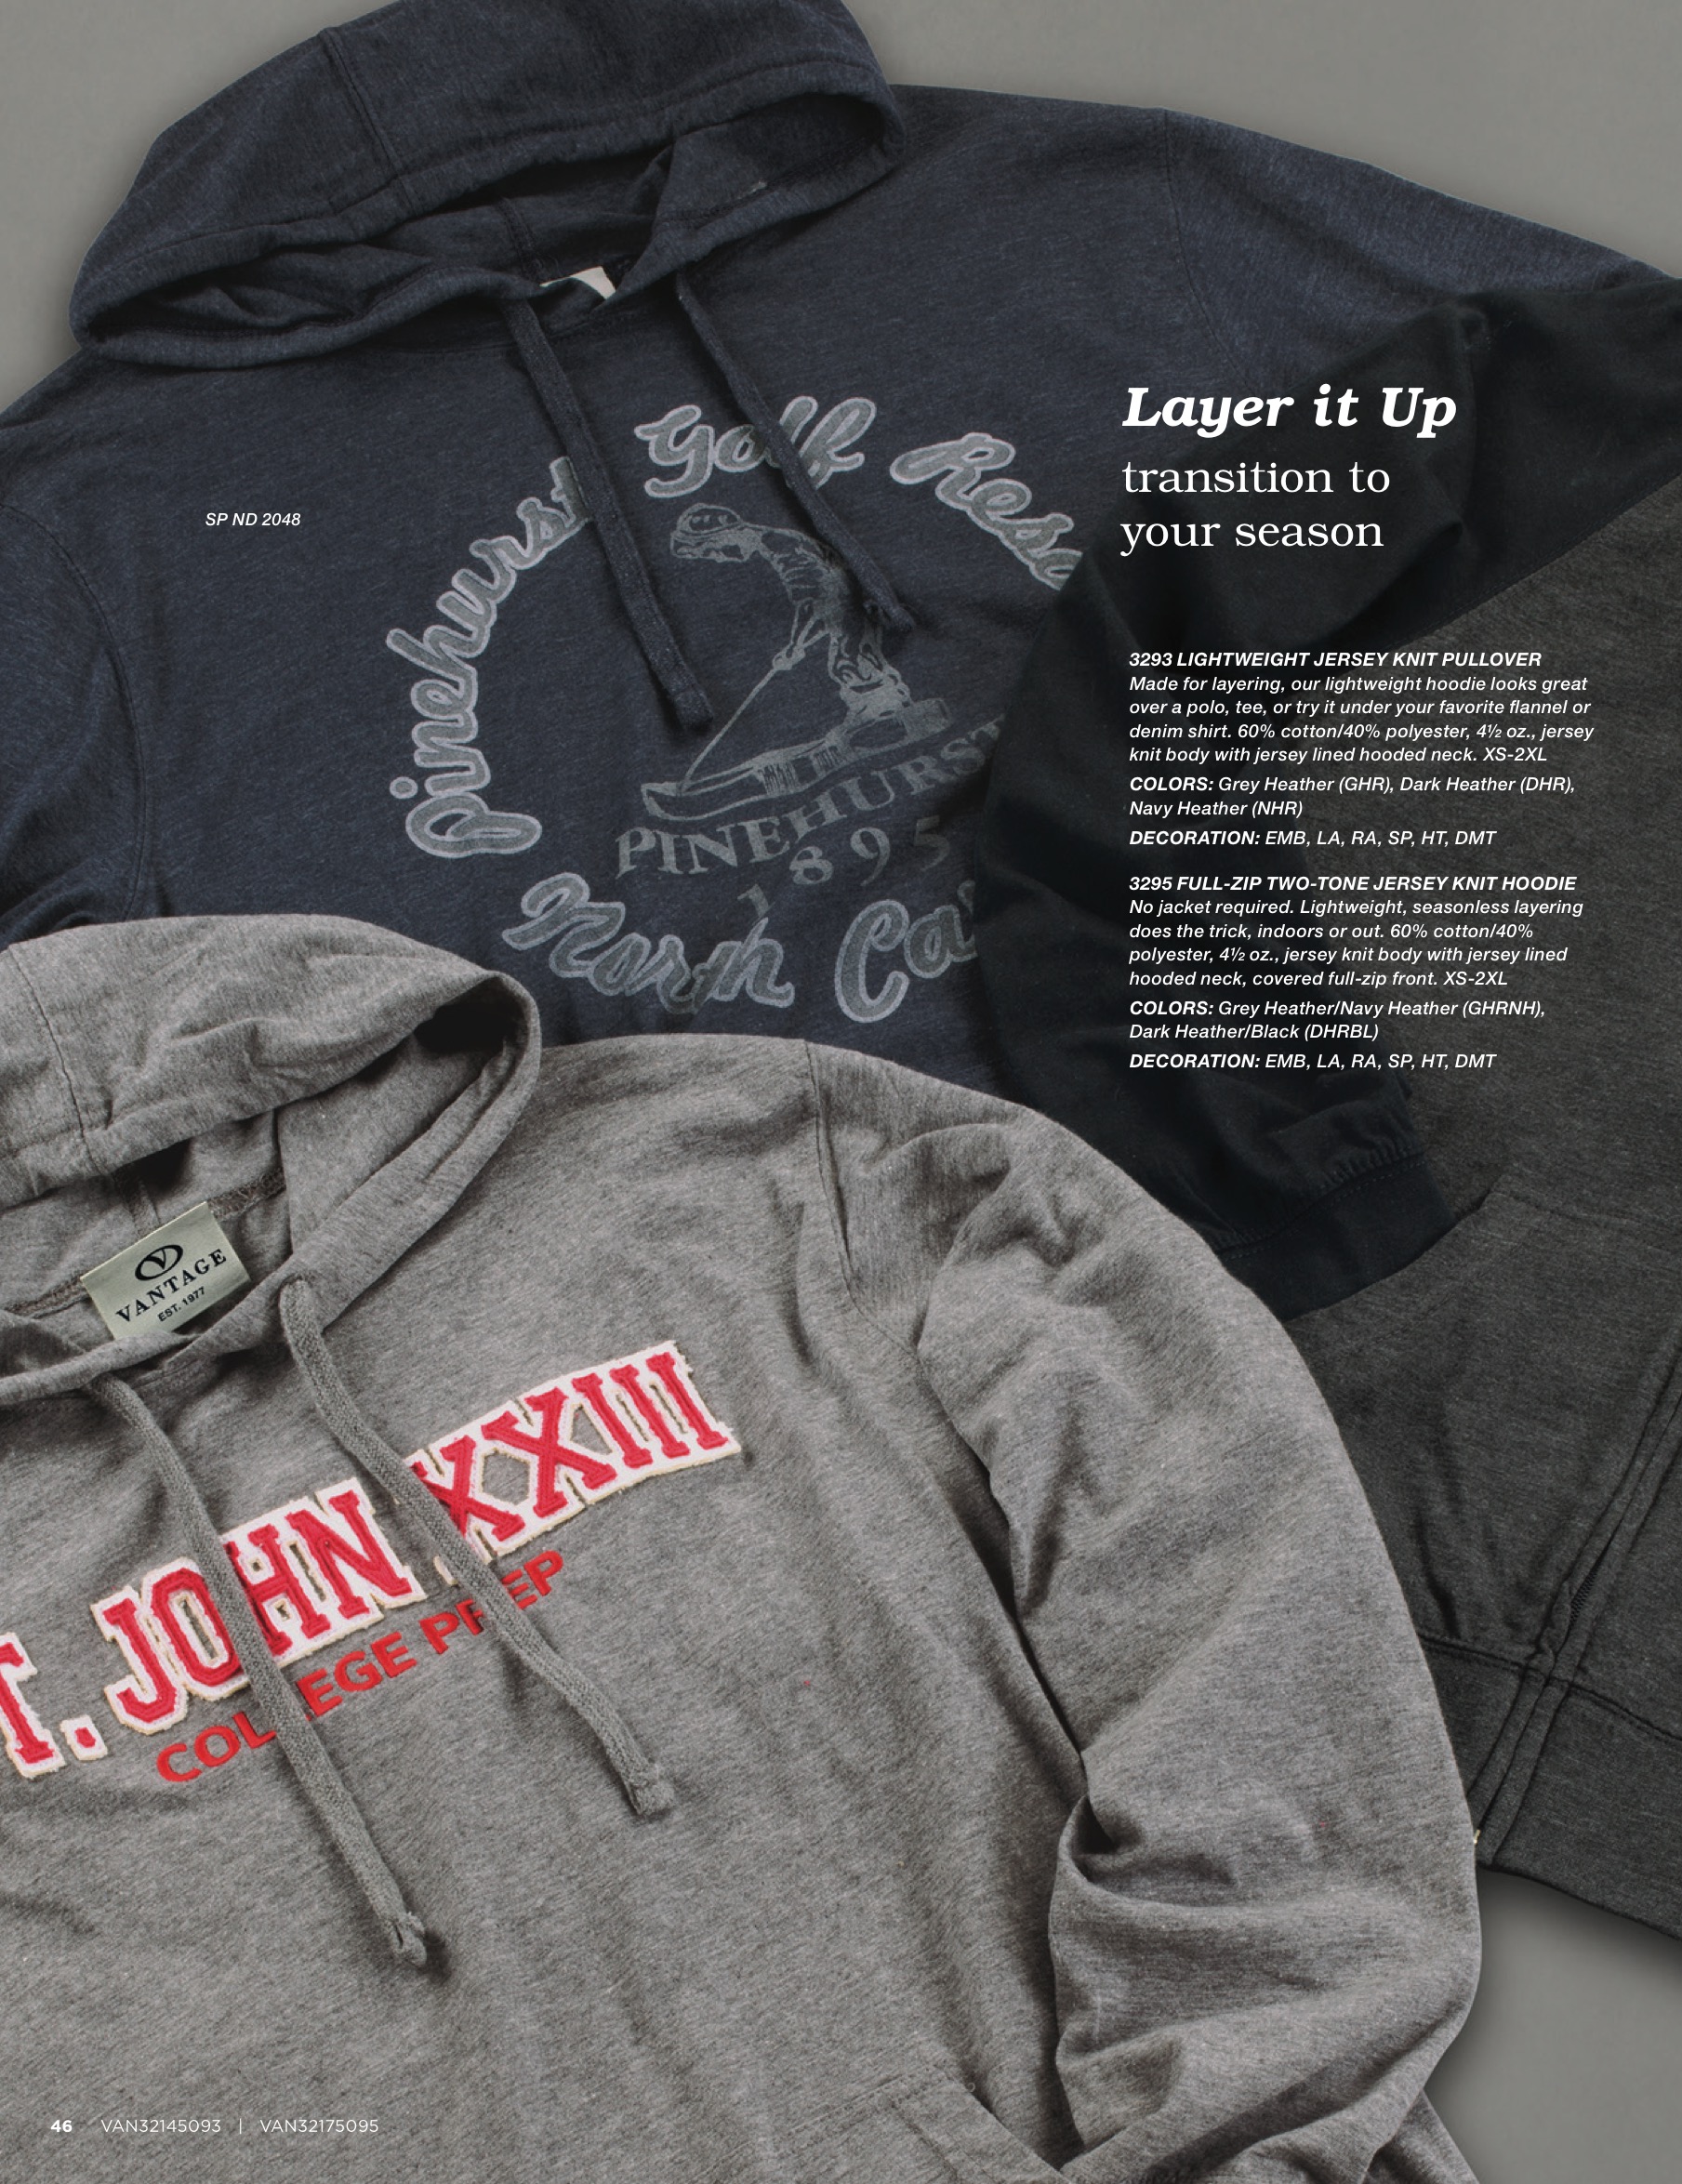 Layer it Up
transition to
your season
SP ND 2048
Pinehurst Golf
PINEHURST
1895
North
3293 LIGHTWEIGHT JERSEY KNIT PULLOVER
Made for layering, our lightweight hoodie looks great
over a polo, tee, or try it under your favorite flannel or
denim shirt. 60% cotton/40% polyester, 4½ oz., jersey
knit body with jersey lined hooded neck. XS-2XL
COLORS: Grey Heather (GHR), Dark Heather (DHR),
Navy Heather (NHR)
DECORATION: EMB, LA, RA, SP, HT, DMT
3295 FULL-ZIP TWO-TONE JERSEY KNIT HOODIE
No jacket required. Lightweight, seasonless layering
does the trick, indoors or out. 60% cotton/40%
polyester, 4½ oz., jersey knit body with jersey lined
hooded neck, covered full-zip front. XS-2XL
COLORS: Grey Heather/Navy Heather (GHRNH),
Dark Heather/Black (DHRBL)
DECORATION: EMB, LA, RA, SP, HT, DMT
VANTAGE
EST. 1977
T. JOHN XXIII
COLLEGE PREP
46 VAN32145093 | VAN32175095